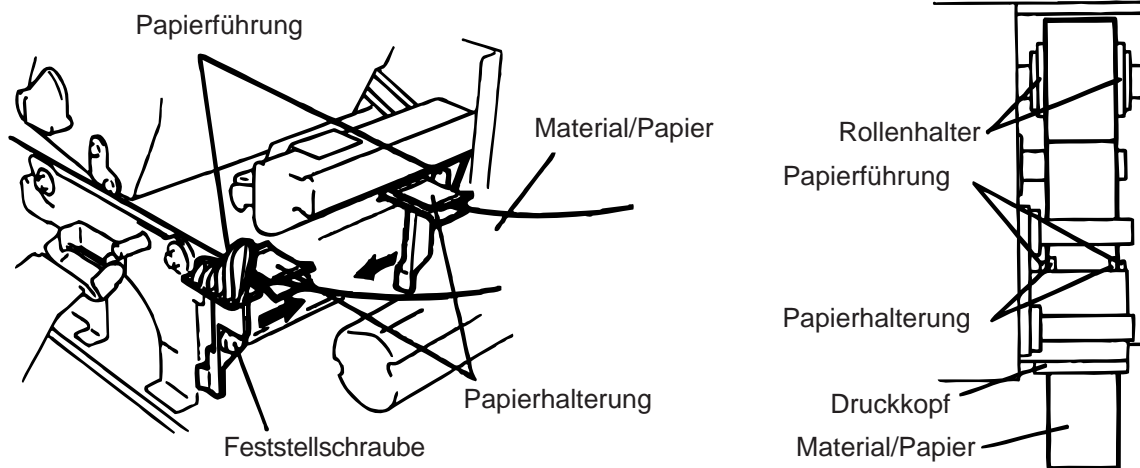 Papierführung
Material/Papier
Papierhalterung
Feststellschraube
Rollenhalter
Papierführung
Papierhalterung
Druckkopf
Material/Papier